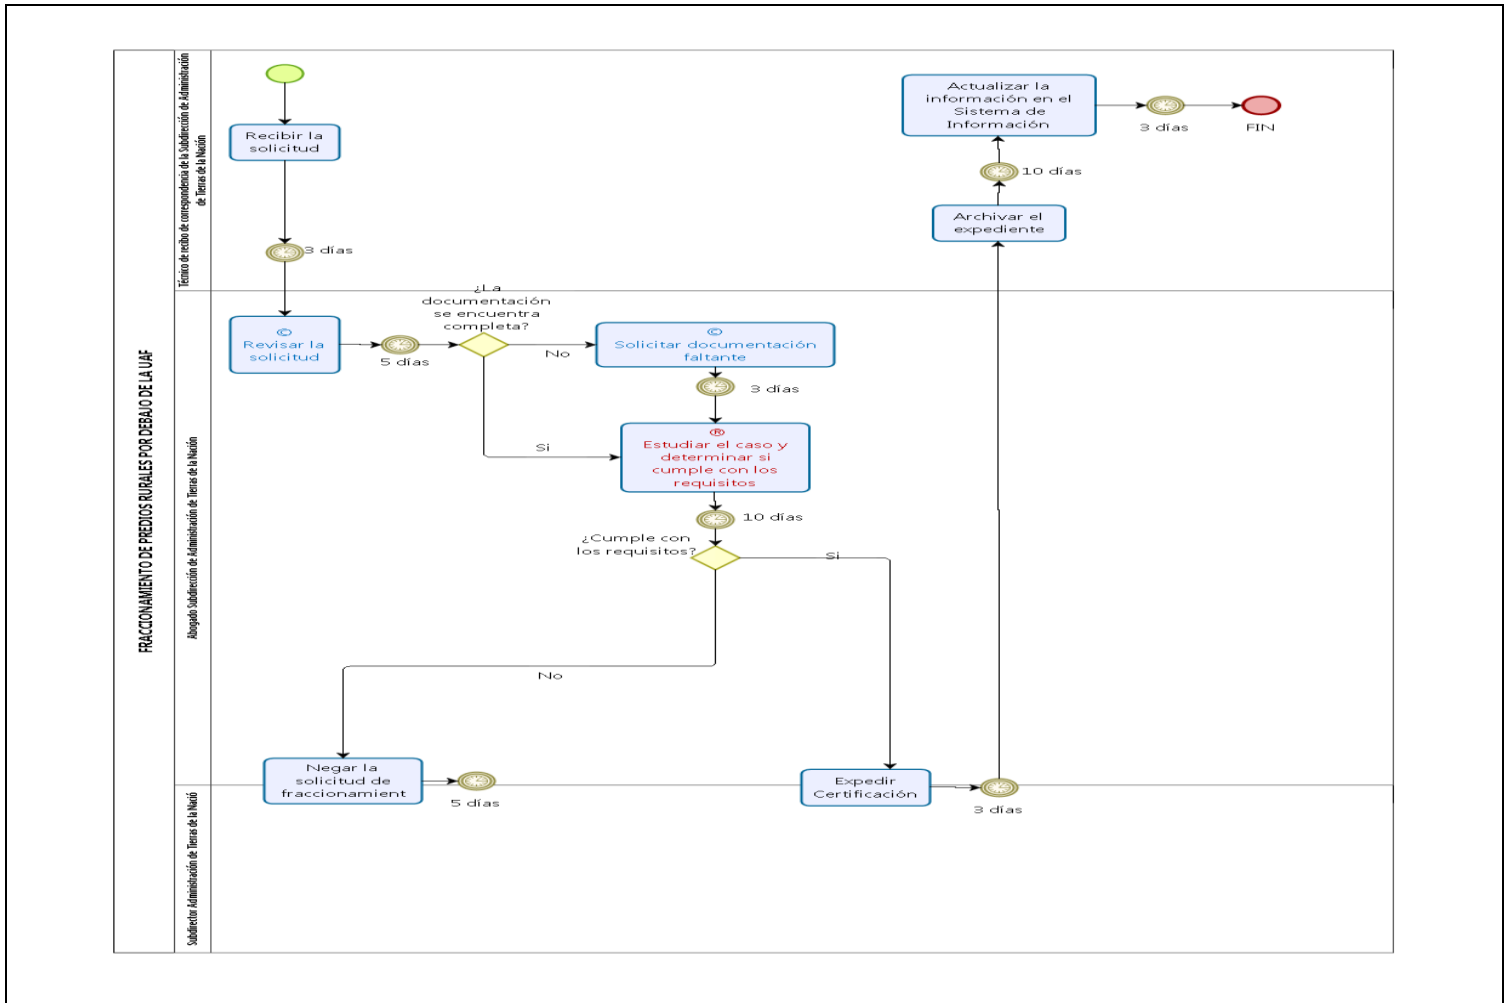 FRACCIONAMIENTO DE PREDIOS RURALES POR DEBAJO DE LA UAF
Técnico de recibo de correspondencia de la Subdirección de Administración
de Tierras de la Nación
Recibir la
solicitud
3 días
Actualizar la
información en el
Sistema de
Información
3 días
FIN
10 días
Archivar el
expediente
Abogado Subdirección de Administración de Tierras de la Nación
©
Revisar la
solicitud
5 días
¿La
documentación
se encuentra
completa?
No
Si
©
Solicitar documentación
faltante
3 días
®
Estudiar el caso y
determinar si
cumple con los
requisitos
10 días
¿Cumple con
los requisitos?
Si
No
Negar la
solicitud de
fraccionamient
5 días
Expedir
Certificación
3 días
Subdirector Administración de Tierras de la Nació